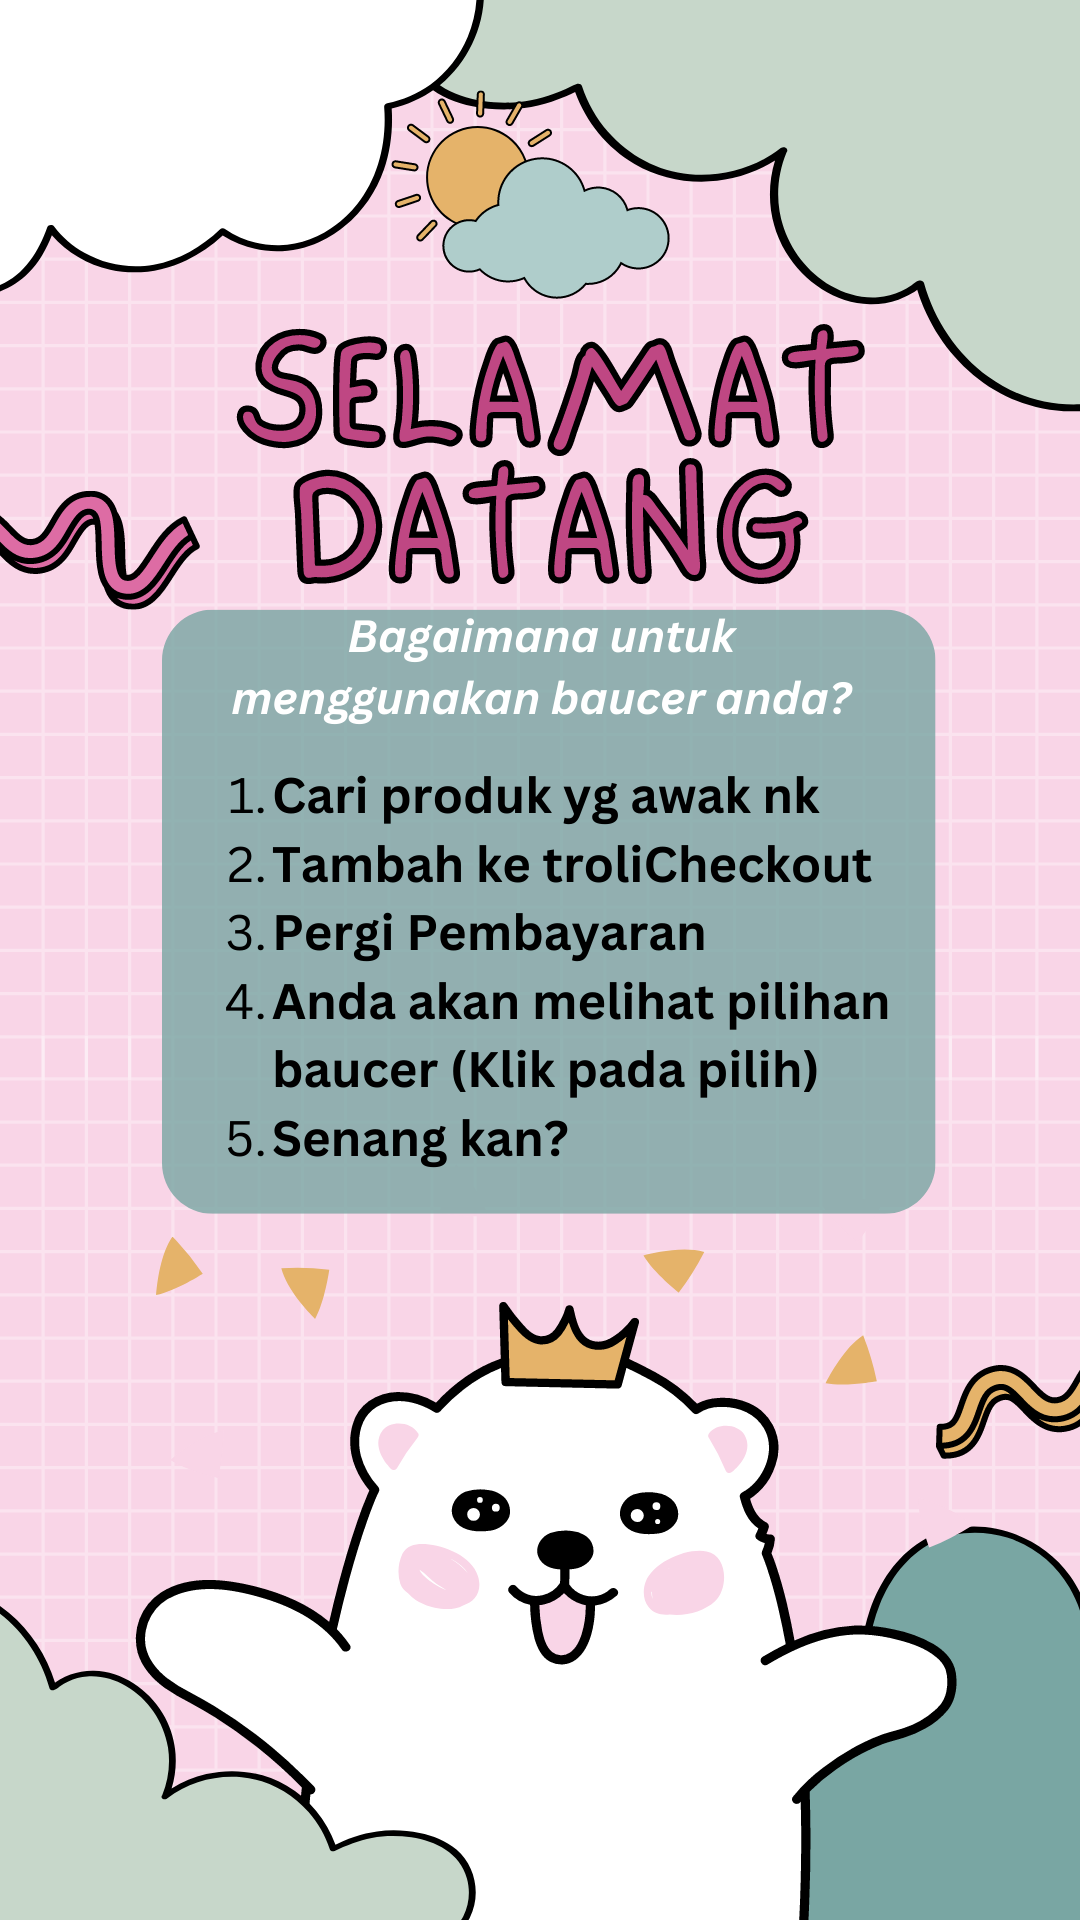 SELAMAT
DATANG
Bagaimana untuk
menggunakan baucer anda?
1. Cari produk yg awak nk
2. Tambah ke troliCheckout
3. Pergi Pembayaran
4. Anda akan melihat pilihan
baucer (Klik pada pilih)
5. Senang kan?